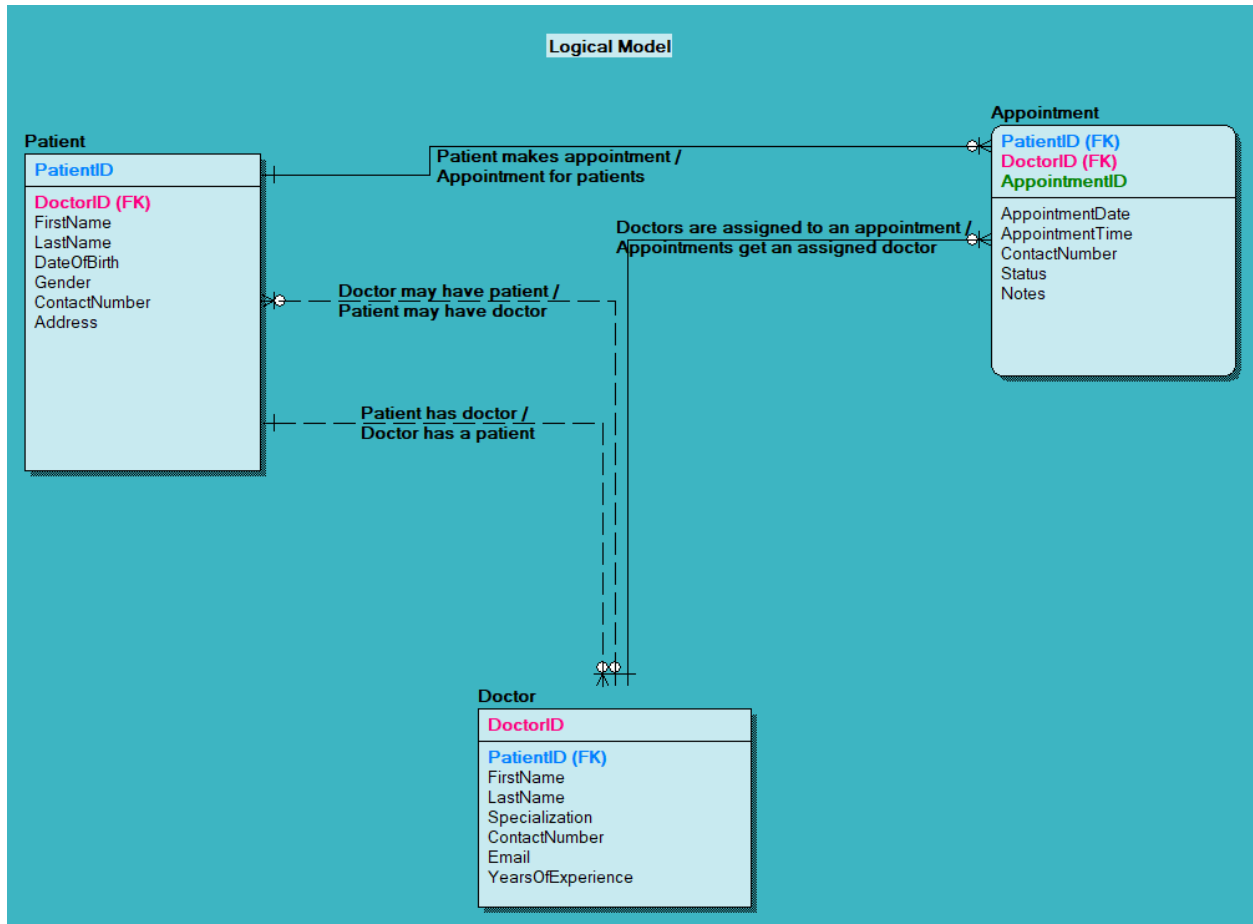 Logical Model
Patient
PatientID
DoctorID (FK)
FirstName
LastName
DateOfBirth
Gender
ContactNumber
Address
Patient makes appointment /
Appointment for patients
Appointment
PatientID (FK)
DoctorID (FK)
AppointmentID
AppointmentDate
AppointmentTime
ContactNumber
Status
Notes
Doctors are assigned to an appointment /
Appointments get an assigned doctor
Doctor may have patient /
Patient may have doctor
Patient has doctor /
Doctor has a patient
Doctor
DoctorID
PatientID (FK)
FirstName
LastName
Specialization
ContactNumber
Email
YearsOfExperience